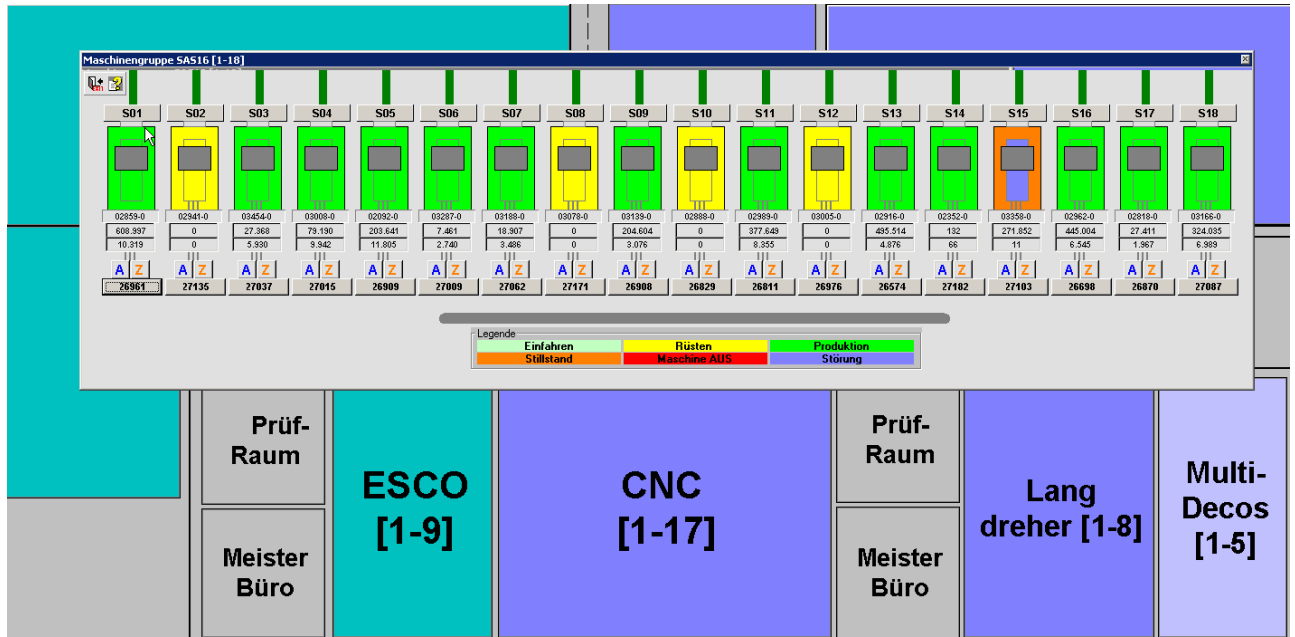 Maschinengruppe SAS16 [1-18]
S01 S02 S03 S04 S05 S06 S07 S08 S09 S10 S11 S12 S13 S14 S15 S16 S17 S18
02859-0 02941-0 03454-0 03008-0 02092-0 03287-0 03188-0 03078-0 03139-0 02888-0 02989-0 03005-0 02916-0 02352-0 03358-0 02962-0 02818-0 03166-0
608.997 0 27.368 79.190 203.641 7.461 18.907 0 204.604 0 377.649 0 495.514 132 271.852 445.004 27.411 324.035
10.319 0 5.930 9.942 11.805 2.740 3.486 0 3.076 0 8.355 0 4.876 66 11 6.545 1.967 6.989
A Z A Z A Z A Z A Z A Z A Z A Z A Z A Z A Z A Z A Z A Z A Z A Z A Z A Z
26961 27135 27037 27015 26909 27009 27062 27171 26908 26829 26811 26976 26574 27182 27103 26698 26870 27087
Legende
Einfahren Rüsten Produktion
Stillstand Maschine AUS Störung
Prüf-
Raum
Meister
Büro
ESCO
[1-9]
CNC
[1-17]
Prüf-
Raum
Meister
Büro
Lang
dreher [1-8]
Multi-
Decos
[1-5]